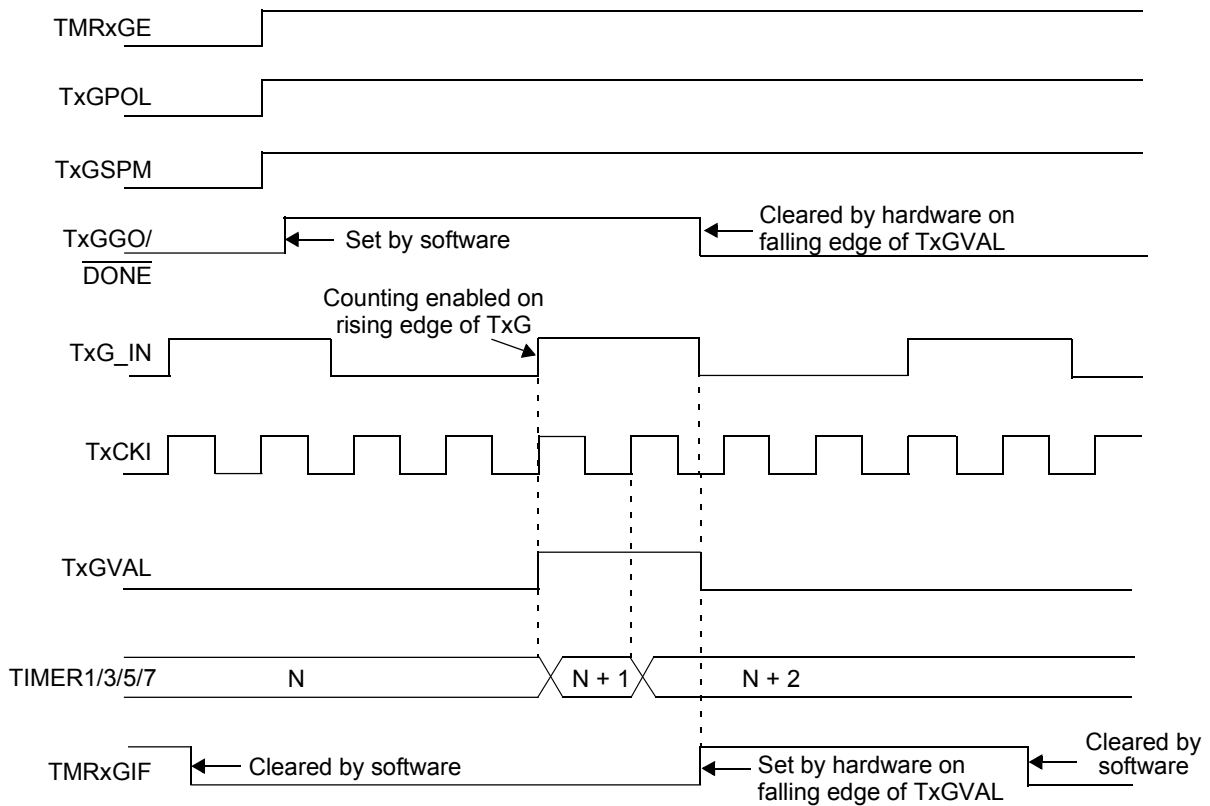 TMRxGE
TxGPOL
TxGSPM
TxGGO/
DONE
Set by software
Cleared by hardware on
falling edge of TxGVAL
Counting enabled on
rising edge of TxG
TxG_IN
TxCKI
TxGVAL
TIMER1/3/5/7
N
N + 1
N + 2
TMRxGIF
Cleared by software
Set by hardware on
falling edge of TxGVAL
Cleared by
software